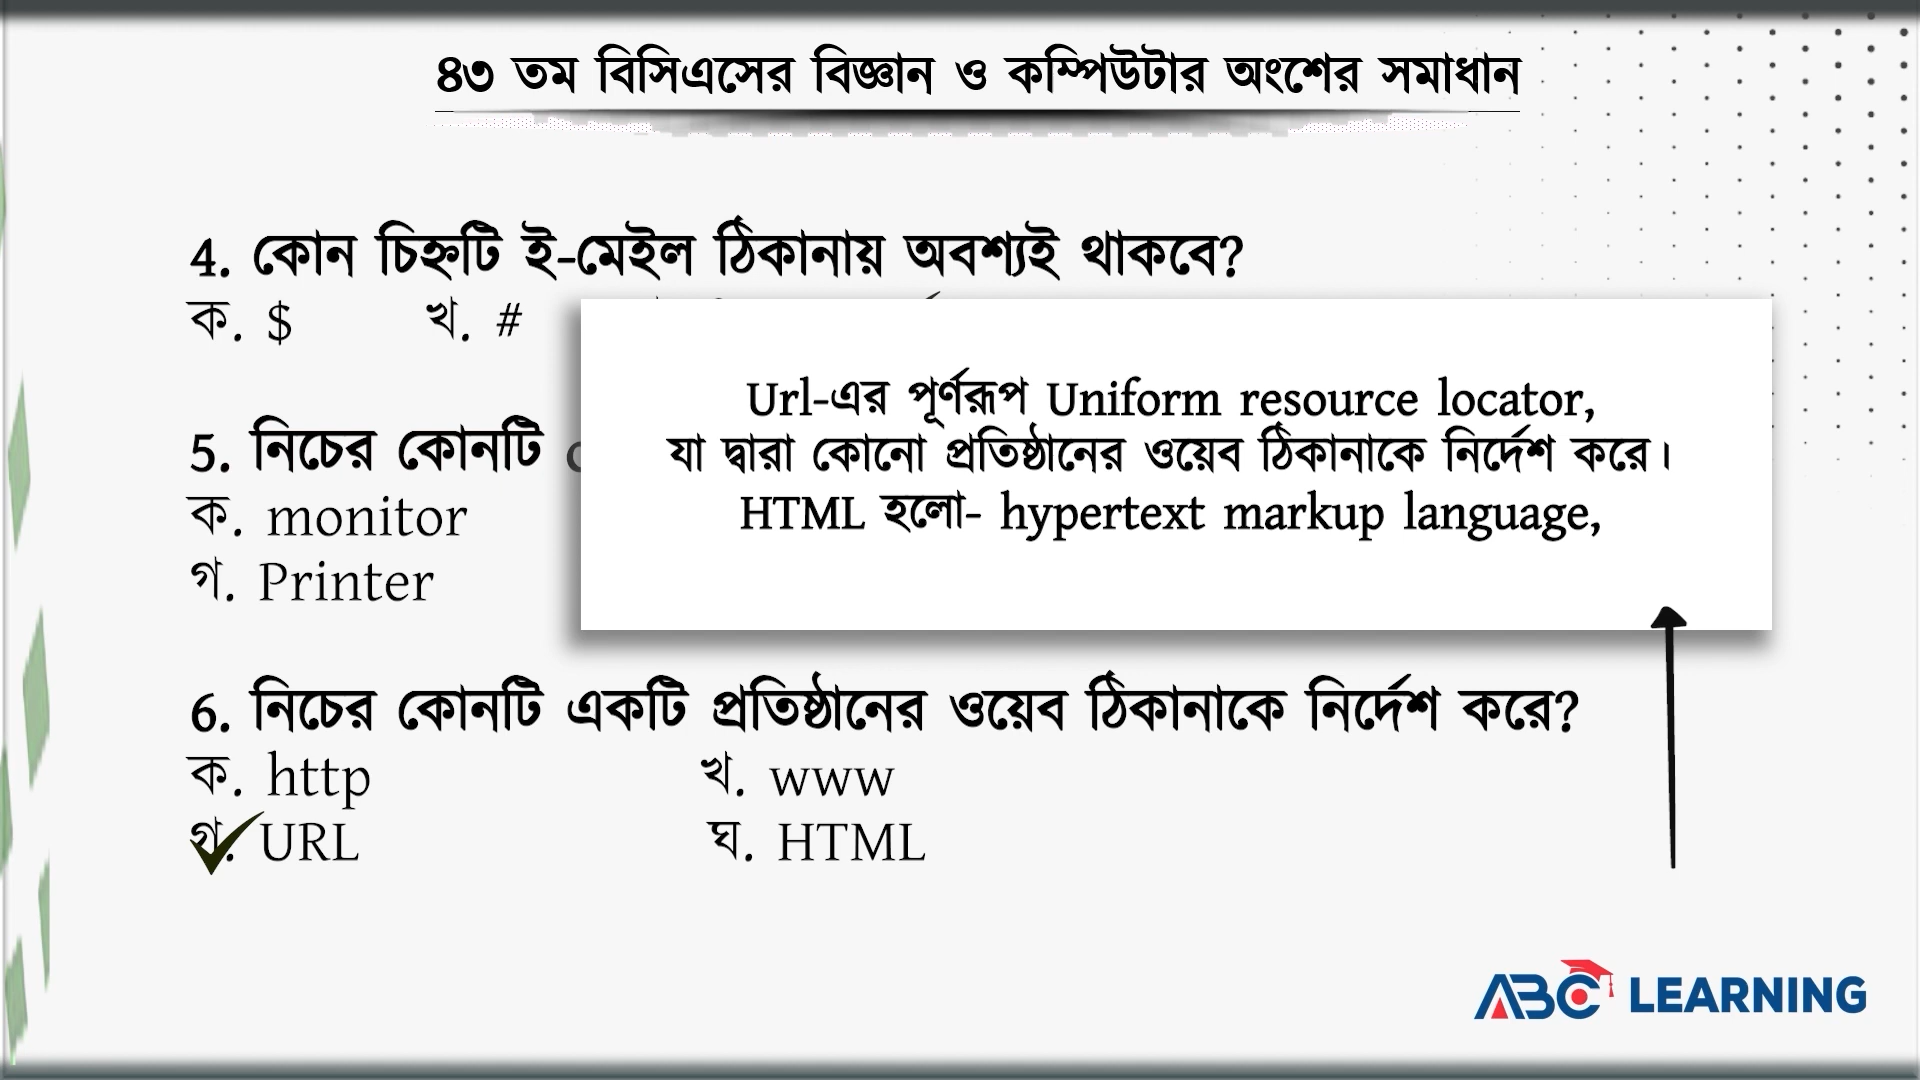 ৪৩ তম বিসিএসের বিজ্ঞান ও কম্পিউটার অংশের সমাধান
4. কোন চিহ্নটি ই-মেইল ঠিকানায় অবশ্যই থাকবে?
ক. $ খ. #
Url-এর পূর্ণরূপ Uniform resource locator,
যা দ্বারা কোনো প্রতিষ্ঠানের ওয়েব ঠিকানাকে নির্দেশ করে।
HTML হলো- hypertext markup language,
5. নিচের কোনটি
ক. monitor
গ. Printer
6. নিচের কোনটি একটি প্রতিষ্ঠানের ওয়েব ঠিকানাকে নির্দেশ করে?
ক. http খ. www
গ. URL ঘ. HTML
ABC LEARNING